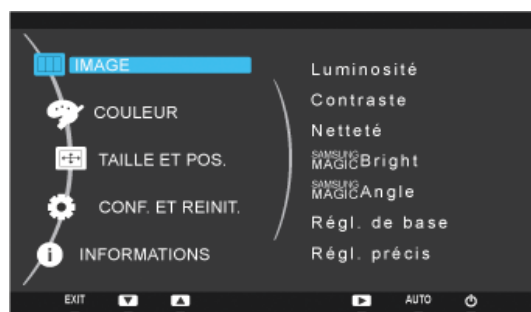 IMAGE
COULEUR
TAILLE ET POS.
CONF. ET REINIT.
INFORMATIONS
Luminosité
Contraste
Netteté
SAMSUNG MAGIC Bright
SAMSUNG MAGIC Angle
Régl. de base
Régl. précis
EXIT AUTO